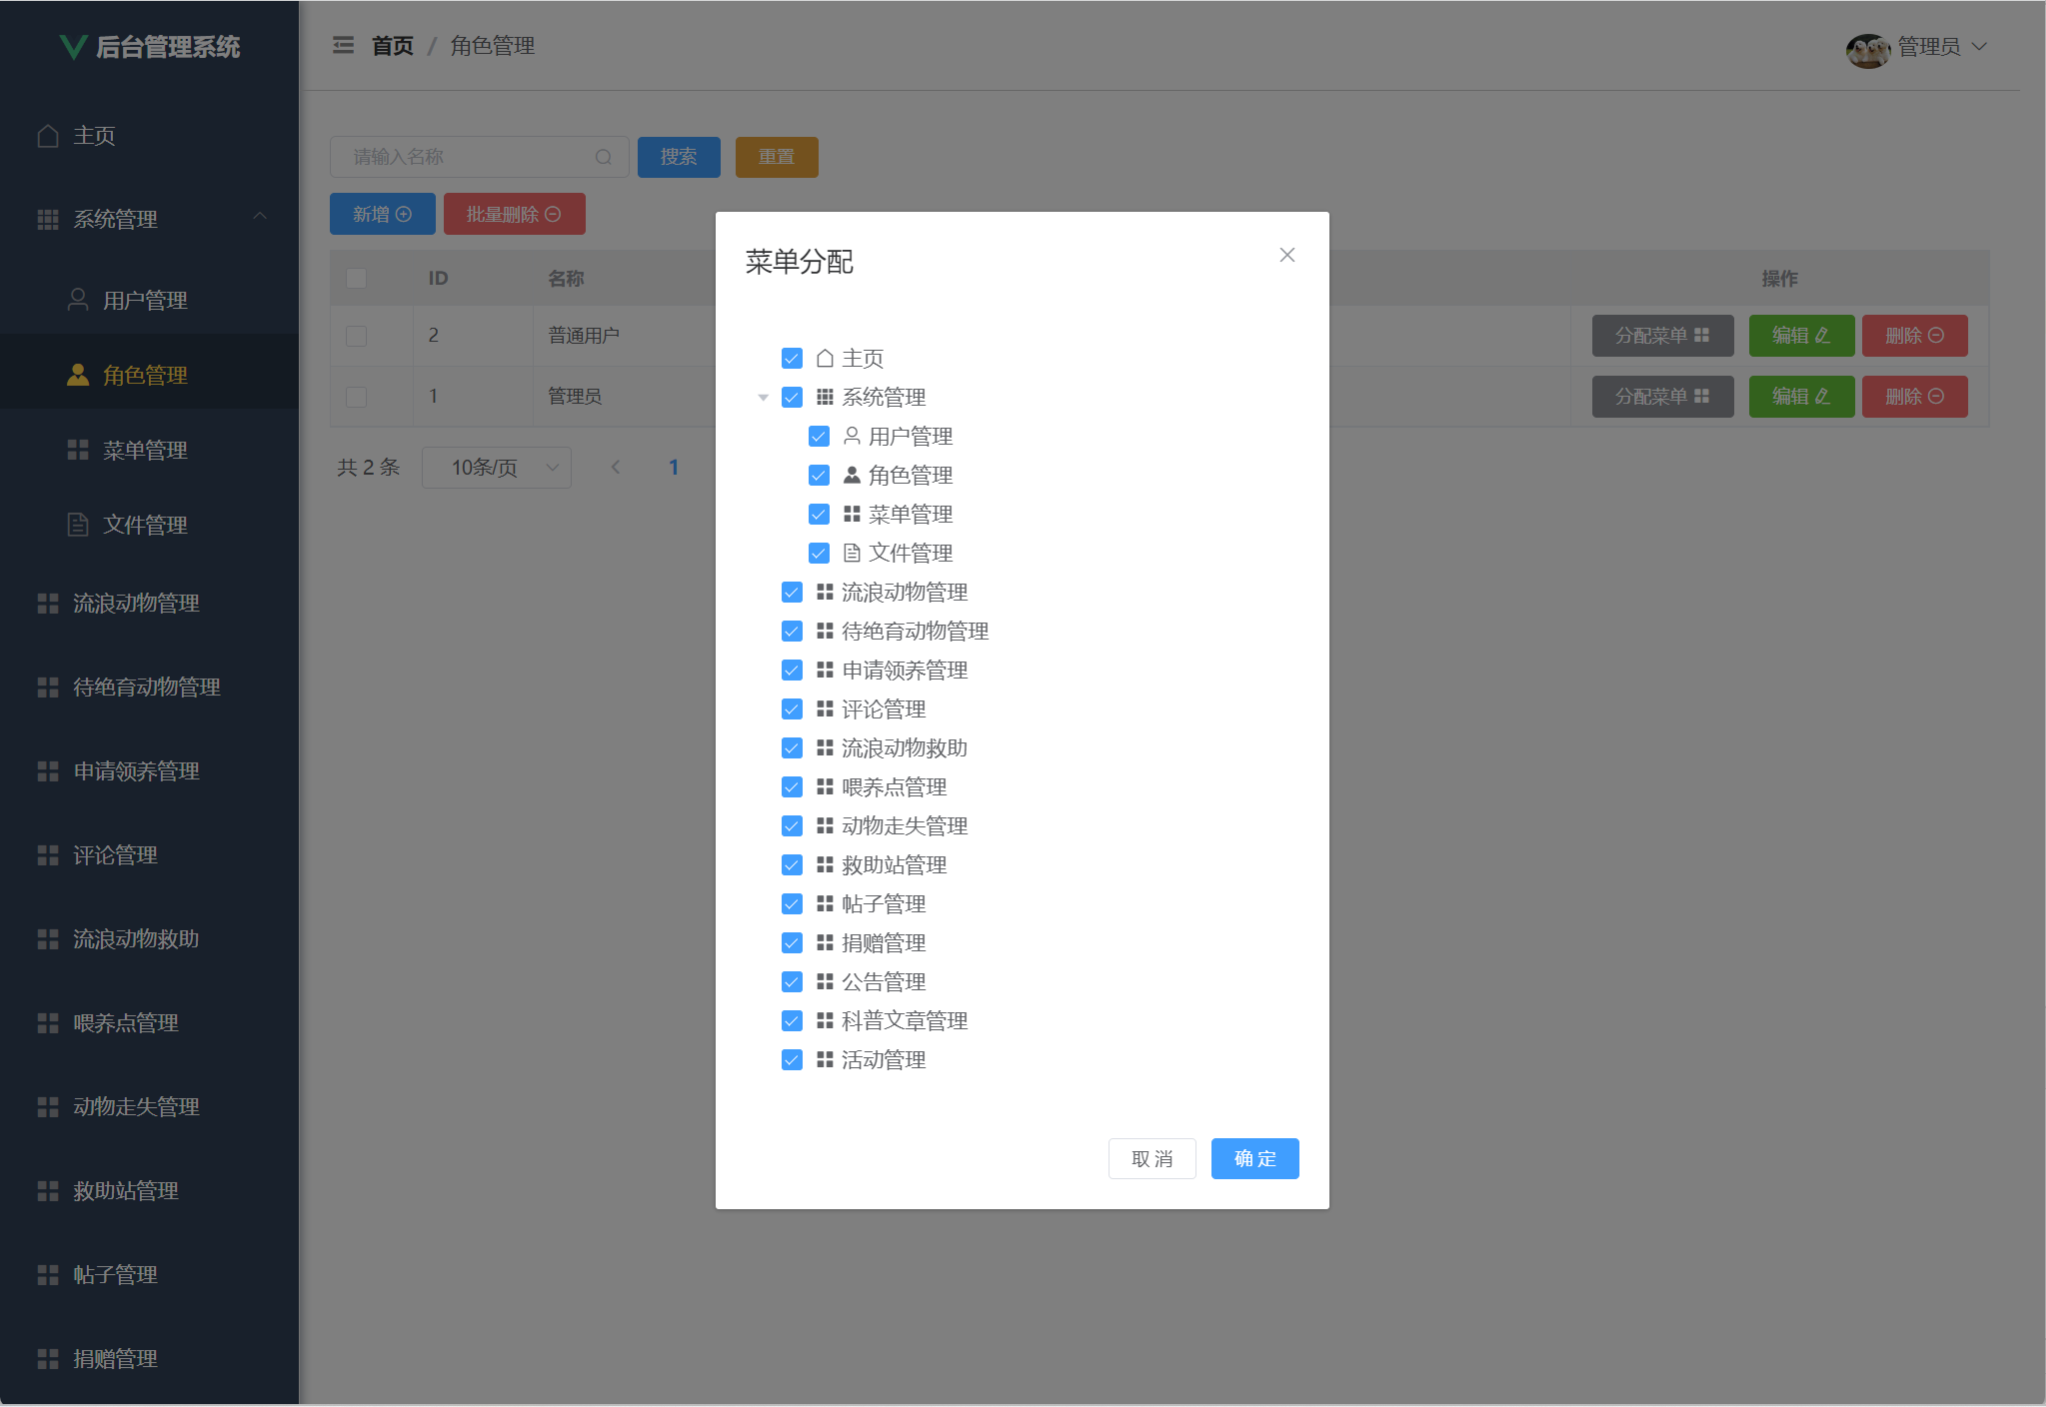 后台管理系统
首页 / 角色管理
管理员
主页
系统管理
用户管理
角色管理
菜单管理
文件管理
流浪动物管理
待绝育动物管理
申请领养管理
评论管理
流浪动物救助
喂养点管理
动物走失管理
救助站管理
帖子管理
捐赠管理
请输入名称
搜索
重置
新增
批量删除
ID 名称 操作
2 普通用户 分配菜单 编辑 删除
1 管理员 分配菜单 编辑 删除
共 2 条 10条/页 1
菜单分配
主页
系统管理
用户管理
角色管理
菜单管理
文件管理
流浪动物管理
待绝育动物管理
申请领养管理
评论管理
流浪动物救助
喂养点管理
动物走失管理
救助站管理
帖子管理
捐赠管理
公告管理
科普文章管理
活动管理
取 消
确 定